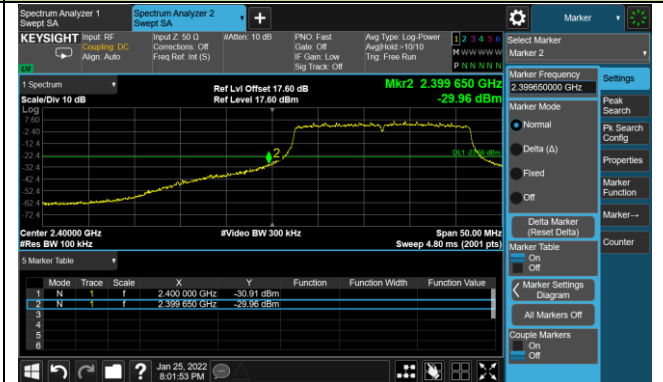 Spectrum Analyzer 1
Swept SA
Spectrum Analyzer 2
Swept SA
KEYSIGHT
Input: RF
Coupling: DC
Align: Auto
Input Z: 50 Ω
Corrections: Off
Freq Ref: Int (S)
#Atten: 10 dB
PNO: Fast
Gate: Off
IF Gain: Low
Sig Track: Off
Avg Type: Log-Power
Avg|Hold:>10/10
Trig: Free Run
1 2 3 4 5 6
M W W W W W
P N N N N N
1 Spectrum
Scale/Div 10 dB
Log
Ref Lvl Offset 17.60 dB
Ref Level 17.60 dBm
Mkr2 2.399 650 GHz
-29.96 dBm
7.60
-2.40
-12.4
-22.4
-32.4
-42.4
-52.4
-62.4
-72.4
2
Center 2.40000 GHz
#Res BW 100 kHz
#Video BW 300 kHz
Span 50.00 MHz
Sweep 4.80 ms (2001 pts)
5 Marker Table
Mode Trace Scale X Y Function Function Width Function Value
1 N 1 f 2.400 000 GHz -30.91 dBm
2 N 1 f 2.399 650 GHz -29.96 dBm
3
4
5
6
Jan 25, 2022
8:01:53 PM
Marker
Select Marker
Marker 2
Marker Frequency
2.399650000 GHz
Marker Mode
Normal
Delta (Δ)
Fixed
Off
Delta Marker
(Reset Delta)
Marker Table
On
Off
Marker Settings
Diagram
All Markers Off
Couple Markers
On
Off
Settings
Peak
Search
Pk Search
Config
Properties
Marker
Function
Marker→
Counter